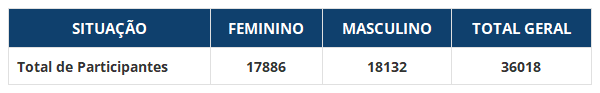 SITUAÇÃO FEMININO MASCULINO TOTAL GERAL
Total de Participantes 17886 18132 36018